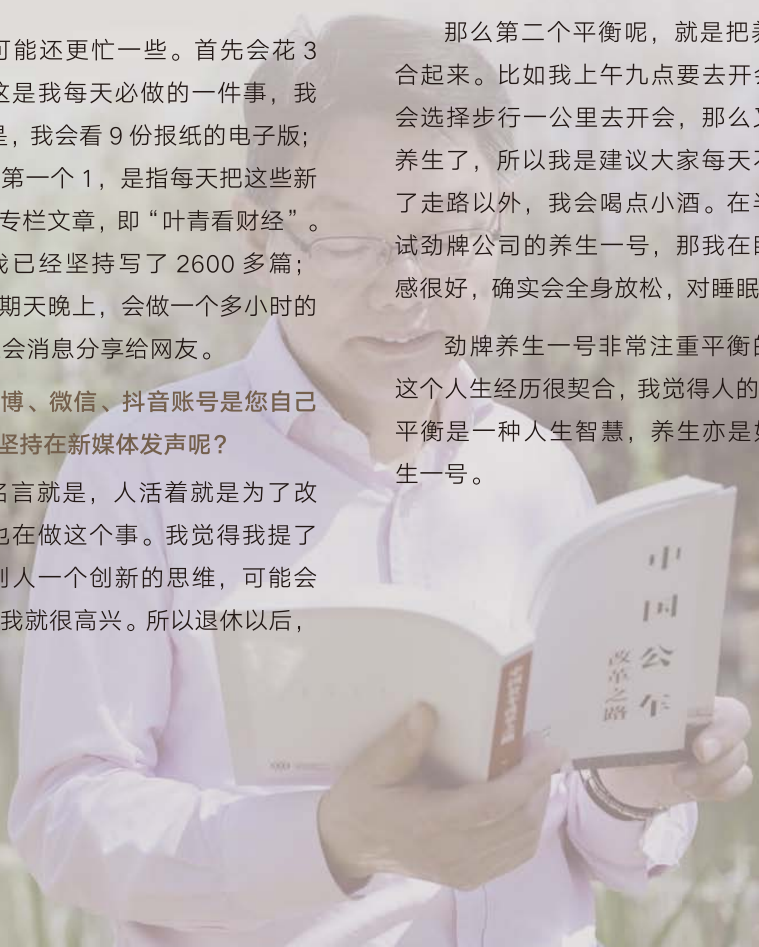 可能还更忙一些。首先会花 3
这是我每天必做的一件事，我
是，我会看 9 份报纸的电子版；
第一个 1，是指每天把这些新
专栏文章，即“叶青看财经”。
我已经坚持写了 2600 多篇；
期天晚上，会做一个多小时的
会消息分享给网友。
博、微信、抖音账号是您自己
坚持在新媒体发声呢？
名言就是，人活着就是为了改
也在做这个事。我觉得我提了
别人一个创新的思维，可能会
我就很高兴。所以退休以后，
那么第二个平衡呢，就是把养
合起来。比如我上午九点要去开会
会选择步行一公里去开会，那么又
养生了，所以我是建议大家每天不
了走路以外，我会喝点小酒。在半
试劲牌公司的养生一号，那我在睡
感很好，确实会全身放松，对睡眠
劲牌养生一号非常注重平衡的
这个人生经历很契合，我觉得人的
平衡是一种人生智慧，养生亦是如
生一号。
中国公车
改革之路